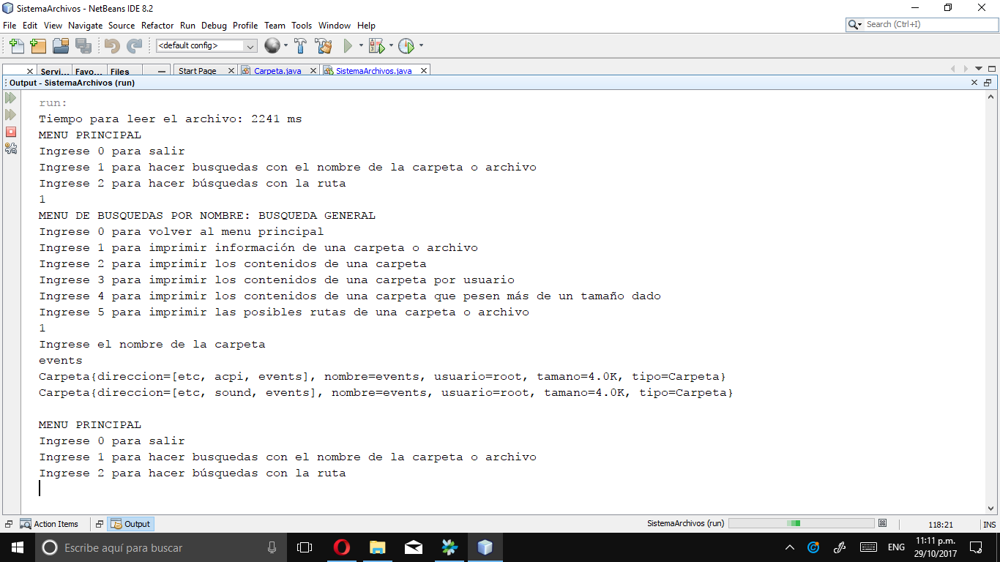 SistemaArchivos - NetBeans IDE 8.2
File Edit View Navigate Source Refactor Run Debug Profile Team Tools Window Help
Search (Ctrl+I)
<default config>
Servi... Favo... Files Start Page Carpeta.java SistemaArchivos.java
Output - SistemaArchivos (run)
run:
Tiempo para leer el archivo: 2241 ms
MENU PRINCIPAL
Ingrese 0 para salir
Ingrese 1 para hacer busquedas con el nombre de la carpeta o archivo
Ingrese 2 para hacer búsquedas con la ruta
1
MENU DE BUSQUEDAS POR NOMBRE: BUSQUEDA GENERAL
Ingrese 0 para volver al menu principal
Ingrese 1 para imprimir información de una carpeta o archivo
Ingrese 2 para imprimir los contenidos de una carpeta
Ingrese 3 para imprimir los contenidos de una carpeta por usuario
Ingrese 4 para imprimir los contenidos de una carpeta que pesen más de un tamaño dado
Ingrese 5 para imprimir las posibles rutas de una carpeta o archivo
1
Ingrese el nombre de la carpeta
events
Carpeta{direccion=[etc, acpi, events], nombre=events, usuario=root, tamano=4.0K, tipo=Carpeta}
Carpeta{direccion=[etc, sound, events], nombre=events, usuario=root, tamano=4.0K, tipo=Carpeta}
MENU PRINCIPAL
Ingrese 0 para salir
Ingrese 1 para hacer busquedas con el nombre de la carpeta o archivo
Ingrese 2 para hacer búsquedas con la ruta
Action Items Output SistemaArchivos (run) 118:21 INS
Escribe aquí para buscar
ENG
11:11 p.m.
29/10/2017